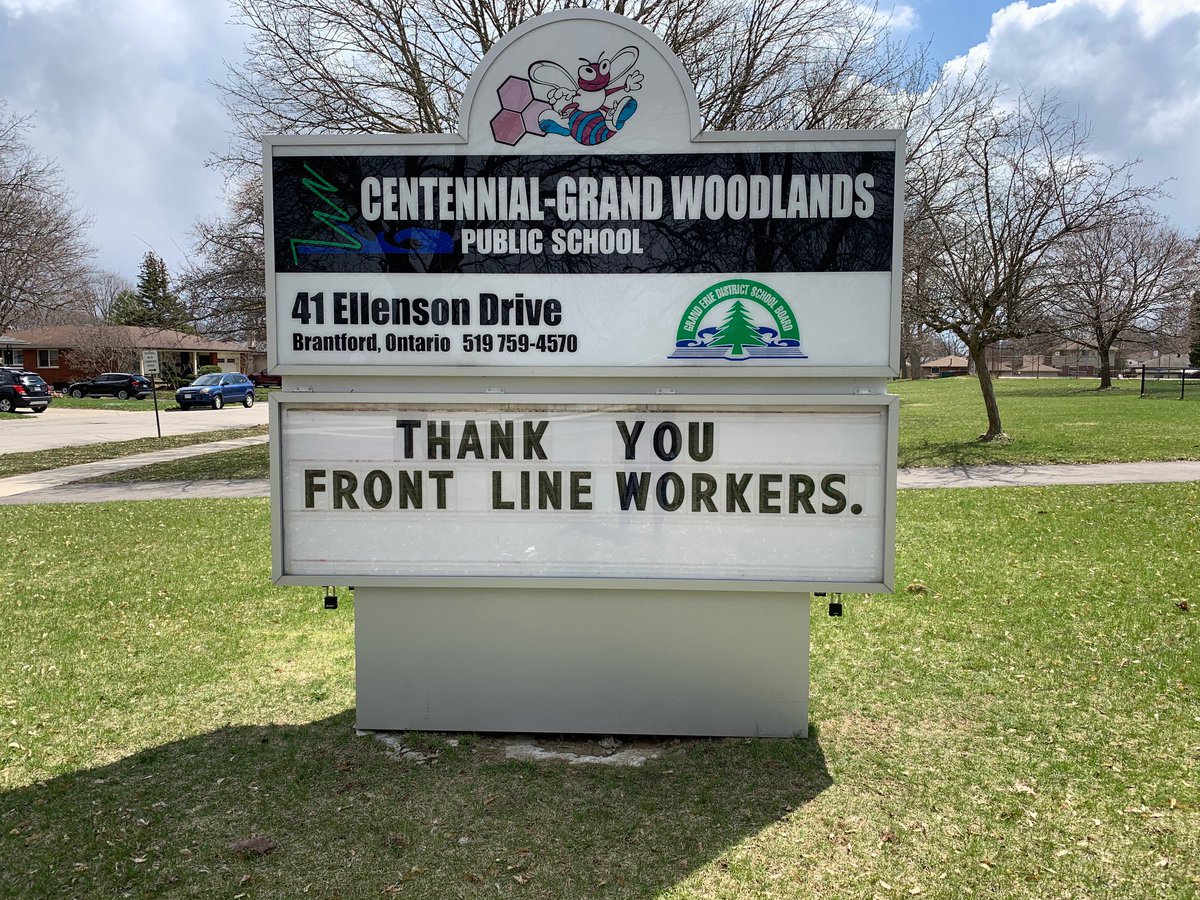 CENTENNIAL-GRAND WOODLANDS
PUBLIC SCHOOL
41 Ellenson Drive
Brantford, Ontario 519 759-4570
GRAND ERIE DISTRICT SCHOOL BOARD
THANK YOU
FRONT LINE WORKERS.